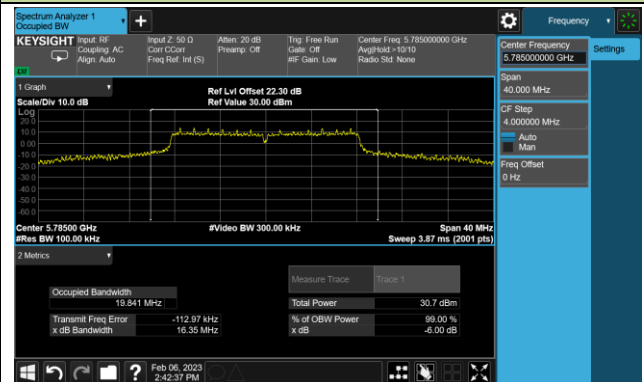 Spectrum Analyzer 1
Occupied BW
+
Frequency
KEYSIGHT
Input: RF
Coupling: AC
Align: Auto
Input Z: 50 Ω
Corr CCorr
Freq Ref: Int (S)
Atten: 20 dB
Preamp: Off
Trig: Free Run
Gate: Off
#IF Gain: Low
Center Freq: 5.785000000 GHz
Avg|Hold:>10/10
Radio Std: None
Center Frequency
5.785000000 GHz
Settings
Span
40.000 MHz
CF Step
4.000000 MHz
Auto
Man
Freq Offset
0 Hz
1 Graph
Ref Lvl Offset 22.30 dB
Scale/Div 10.0 dB
Ref Value 30.00 dBm
Log
20.0
10.0
0.00
-10.0
-20.0
-30.0
-40.0
-50.0
-60.0
Center 5.78500 GHz
#Video BW 300.00 kHz
Span 40 MHz
#Res BW 100.00 kHz
Sweep 3.87 ms (2001 pts)
2 Metrics
Measure Trace
Trace 1
Occupied Bandwidth
19.841 MHz
Total Power
30.7 dBm
Transmit Freq Error
-112.97 kHz
% of OBW Power
99.00 %
x dB Bandwidth
16.35 MHz
x dB
-6.00 dB
?
Feb 06, 2023
2:42:37 PM